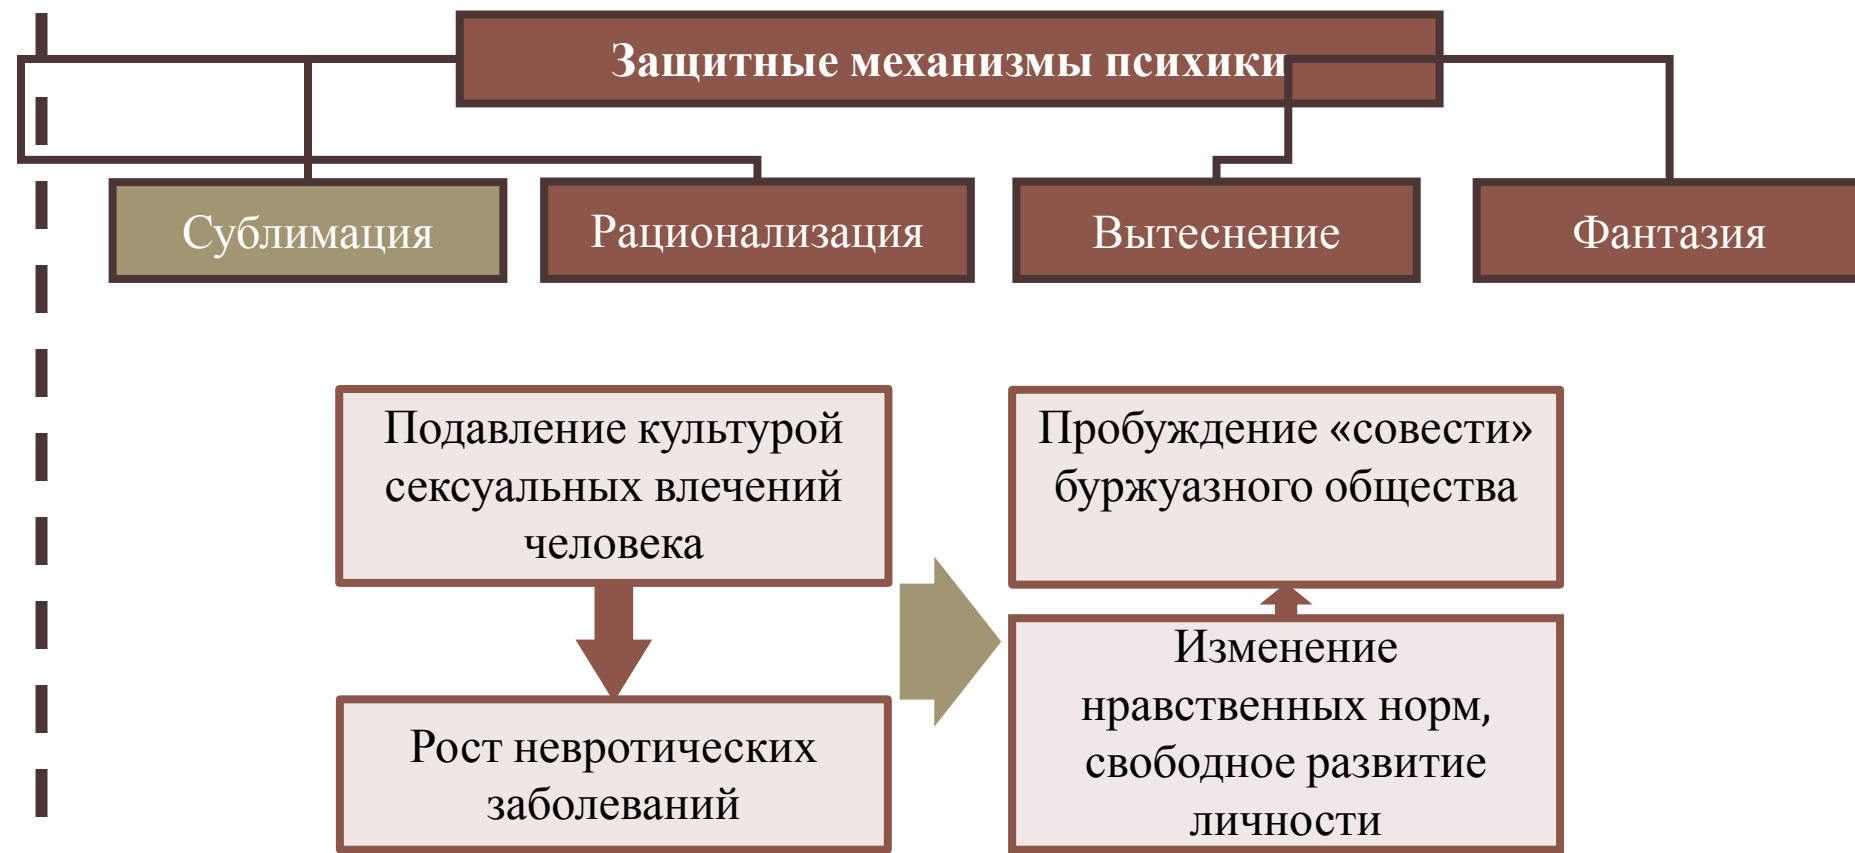 Защитные механизмы психики
Сублимация
Рационализация
Вытеснение
Фантазия
Подавление культурой
сексуальных влечений
человека
Рост невротических
заболеваний
Пробуждение «совести»
буржуазного общества
Изменение
нравственных норм,
свободное развитие
личности